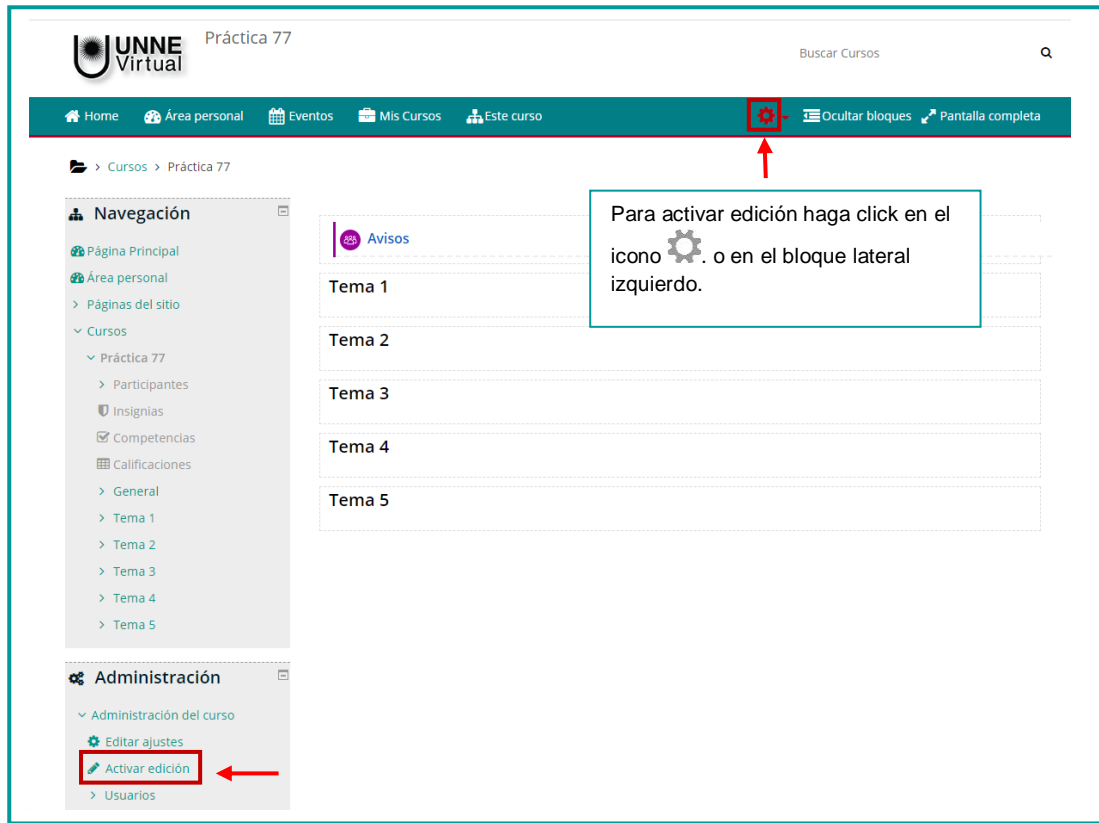 UNNE
Virtual
Práctica 77
Buscar Cursos
Home Área personal Eventos Mis Cursos Este curso Ocultar bloques Pantalla completa
> Cursos > Práctica 77
Navegación
Página Principal
Área personal
> Páginas del sitio
Cursos
Práctica 77
> Participantes
Insignias
Competencias
Calificaciones
> General
> Tema 1
> Tema 2
> Tema 3
> Tema 4
> Tema 5
Administración
Administración del curso
Editar ajustes
Activar edición
> Usuarios
Avisos
Tema 1
Tema 2
Tema 3
Tema 4
Tema 5
Para activar edición haga click en el
icono . o en el bloque lateral
izquierdo.